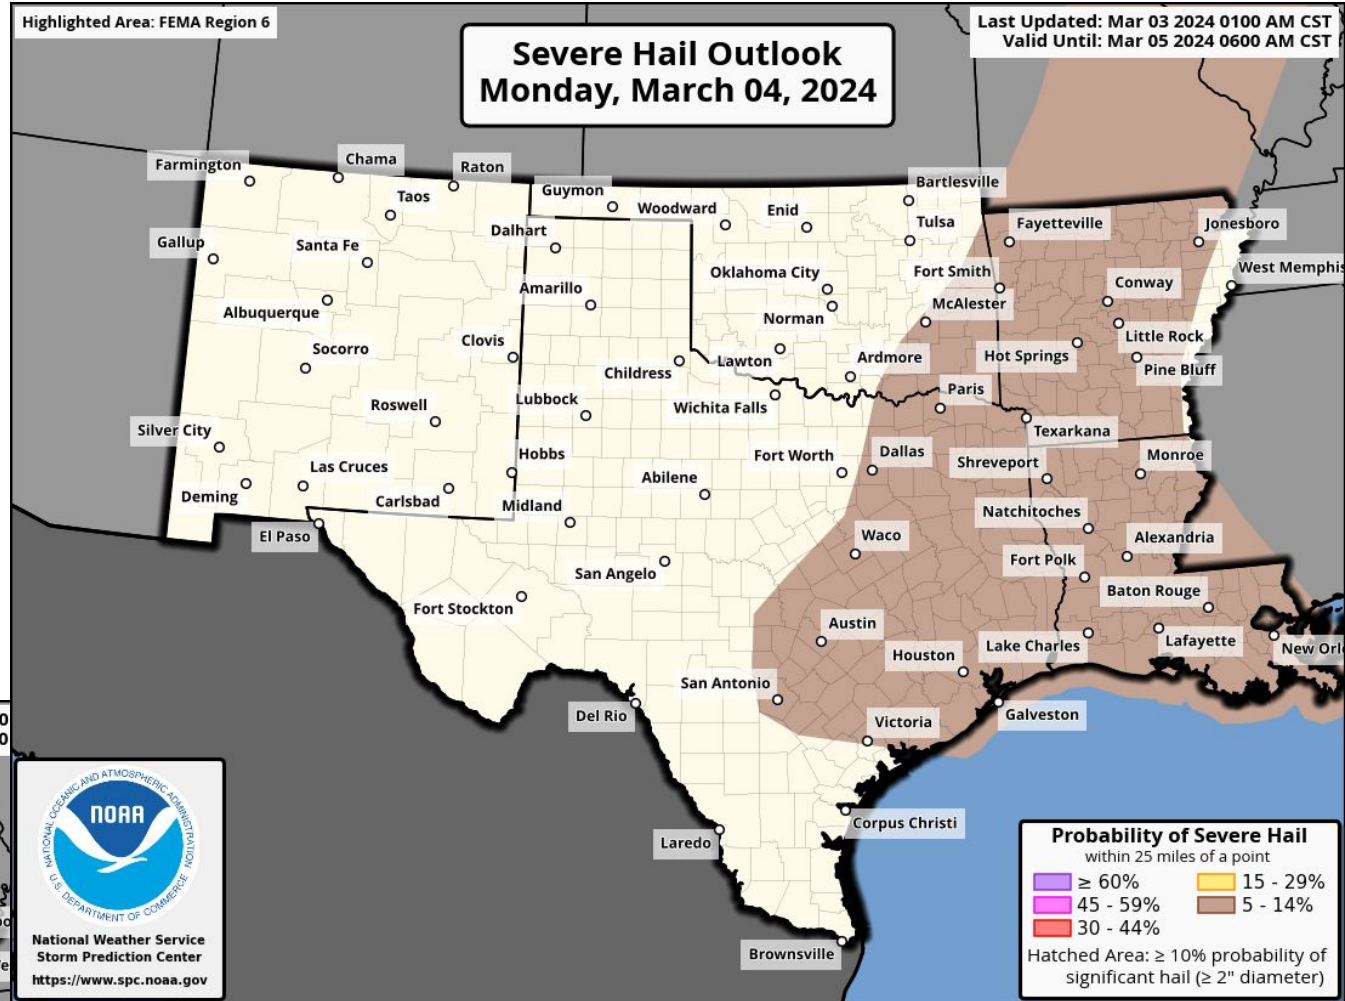 Highlighted Area: FEMA Region 6
Last Updated: Mar 03 2024 0100 AM CST
Valid Until: Mar 05 2024 0600 AM CST
Severe Hail Outlook
Monday, March 04, 2024
Farmington
Chama
Raton
Taos
Guymon
Woodward
Enid
Bartlesville
Tulsa
Fayetteville
Jonesboro
Gallup
Santa Fe
Dalhart
Oklahoma City
Fort Smith
West Memphis
Conway
Albuquerque
Amarillo
Norman
McAlester
Little Rock
Socorro
Clovis
Childress
Lawton
Ardmore
Hot Springs
Pine Bluff
Roswell
Lubbock
Wichita Falls
Paris
Silver City
Texarkana
Las Cruces
Hobbs
Abilene
Fort Worth
Dallas
Shreveport
Monroe
Deming
Carlsbad
Midland
Natchitoches
El Paso
San Angelo
Waco
Fort Polk
Alexandria
Fort Stockton
Baton Rouge
Austin
Houston
Lake Charles
Lafayette
New Orl
San Antonio
Del Rio
Victoria
Galveston
Laredo
Corpus Christi
Brownsville
NATIONAL OCEANIC AND ATMOSPHERIC ADMINISTRATION
NOAA
U.S. DEPARTMENT OF COMMERCE
National Weather Service
Storm Prediction Center
https://www.spc.noaa.gov
Probability of Severe Hail
within 25 miles of a point
≥ 60% 15 - 29%
45 - 59% 5 - 14%
30 - 44%
Hatched Area: ≥ 10% probability of
significant hail (≥ 2" diameter)